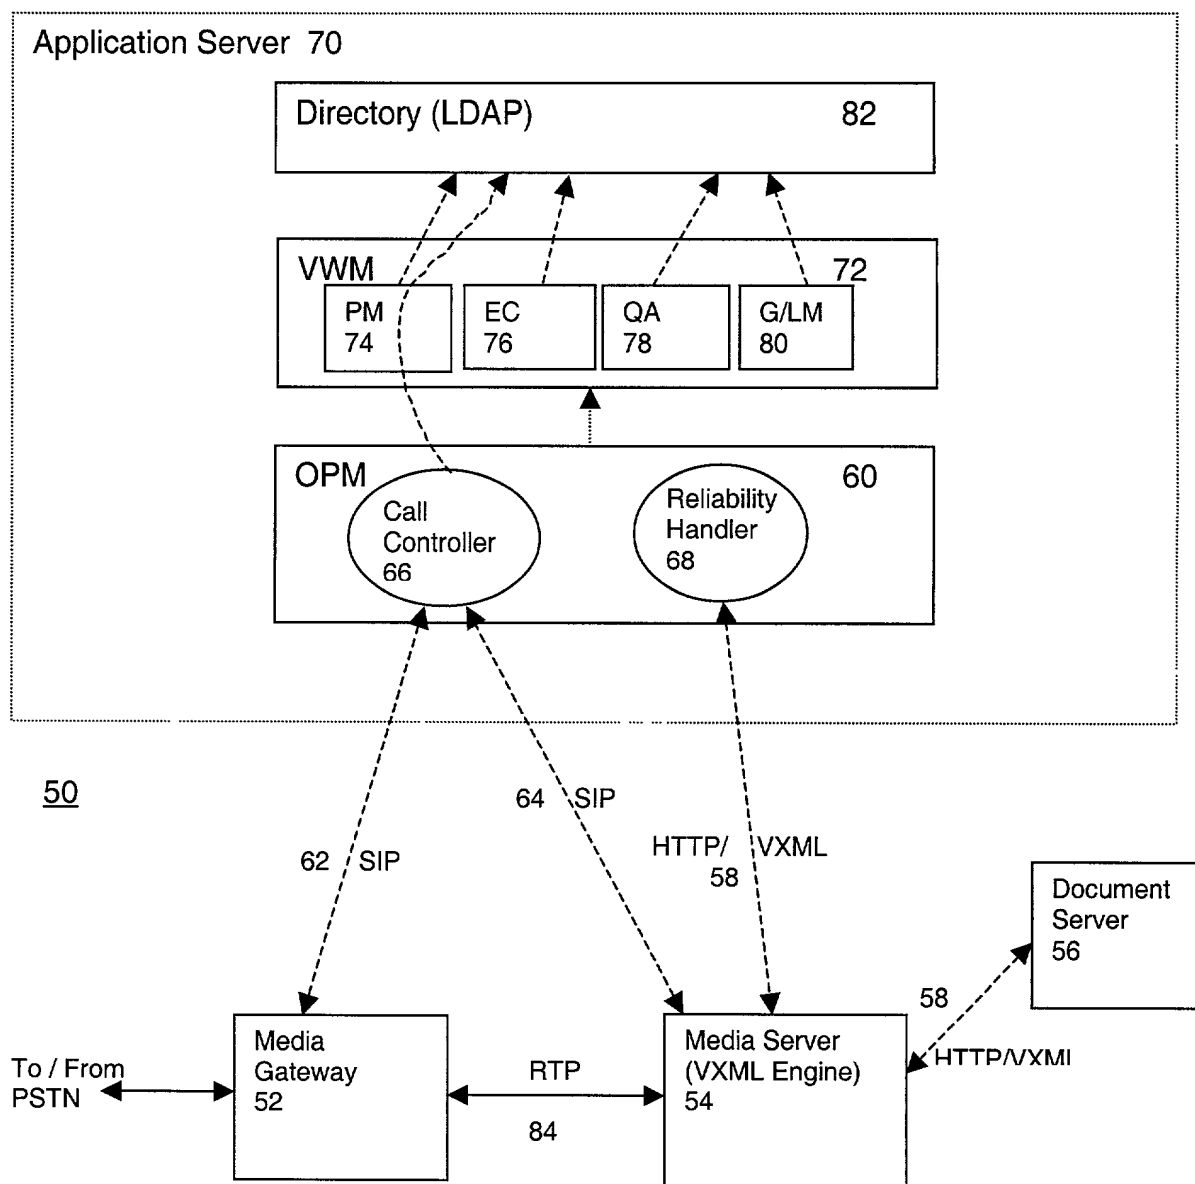 Application Server 70
Directory (LDAP) 82
VWM 72
PM
74
EC
76
QA
78
G/LM
80
OPM 60
Call
Controller
66
Reliability
Handler
68
50
64 SIP
62 SIP
HTTP/ VXML
58
Document
Server
56
58
HTTP/VXML
Media
Gateway
52
Media Server
(VXML Engine)
54
To / From
PSTN
RTP
84